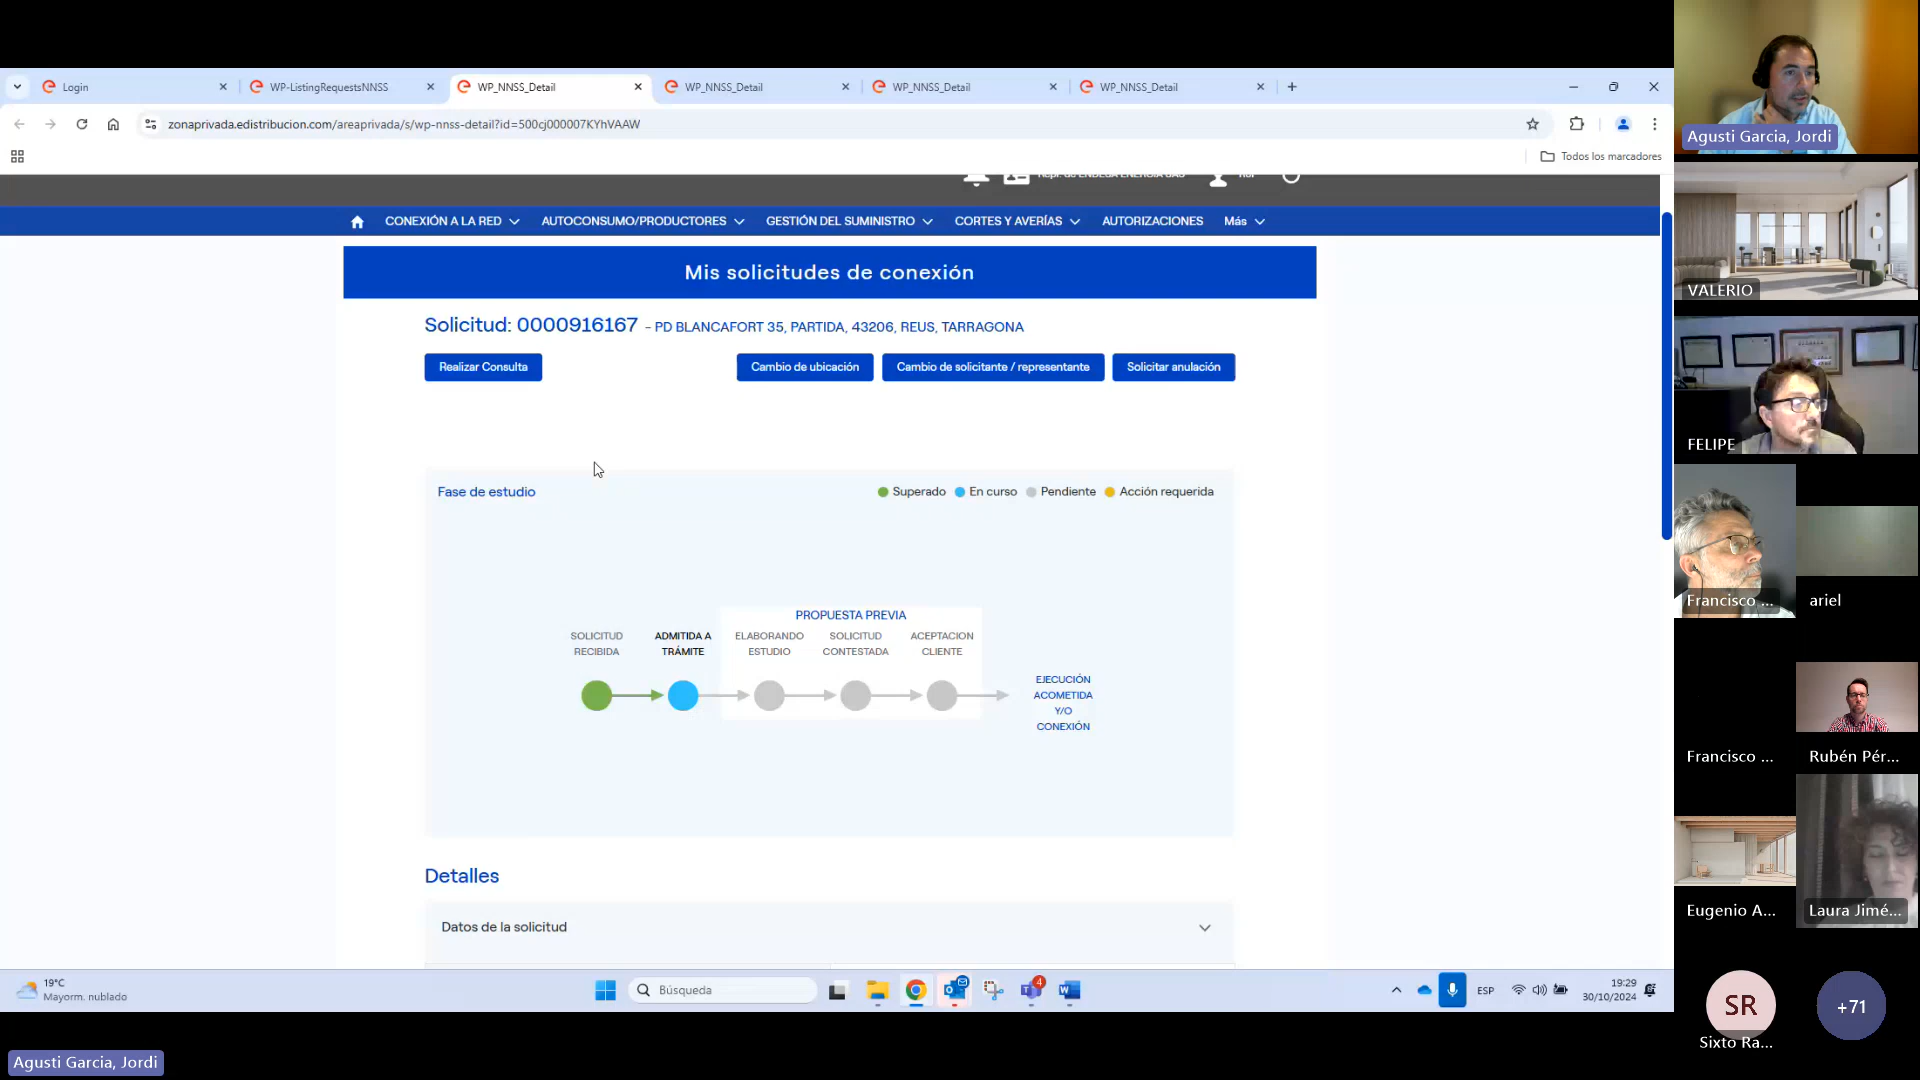 Login
WP-ListingRequestsNNSS
WP_NNSS_Detail
WP_NNSS_Detail
WP_NNSS_Detail
WP_NNSS_Detail
zonaprivada.edistribucion.com/areaprivada/s/wp-nnss-detail?id=500cj000007KYhVAAW
Todos los marcadores
CONEXIÓN A LA RED
AUTOCONSUMO/PRODUCTORES
GESTIÓN DEL SUMINISTRO
CORTES Y AVERÍAS
AUTORIZACIONES
Más
Mis solicitudes de conexión
Solicitud: 0000916167 - PD BLANCAFORT 35, PARTIDA, 43206, REUS, TARRAGONA
Realizar Consulta
Cambio de ubicación
Cambio de solicitante / representante
Solicitar anulación
Fase de estudio
Superado
En curso
Pendiente
Acción requerida
PROPUESTA PREVIA
SOLICITUD
RECIBIDA
ADMITIDA A
TRÁMITE
ELABORANDO
ESTUDIO
SOLICITUD
CONTESTADA
ACEPTACION
CLIENTE
EJECUCIÓN
ACOMETIDA
Y/O
CONEXIÓN
Detalles
Datos de la solicitud
19°C
Mayorm. nublado
Búsqueda
4
ESP
19:29
30/10/2024
Agusti Garcia, Jordi
VALERIO
FELIPE
Francisco ...
ariel
Francisco ...
Rubén Pér...
Eugenio A...
Laura Jimé...
SR
Sixto Ra...
+71
Agusti Garcia, Jordi